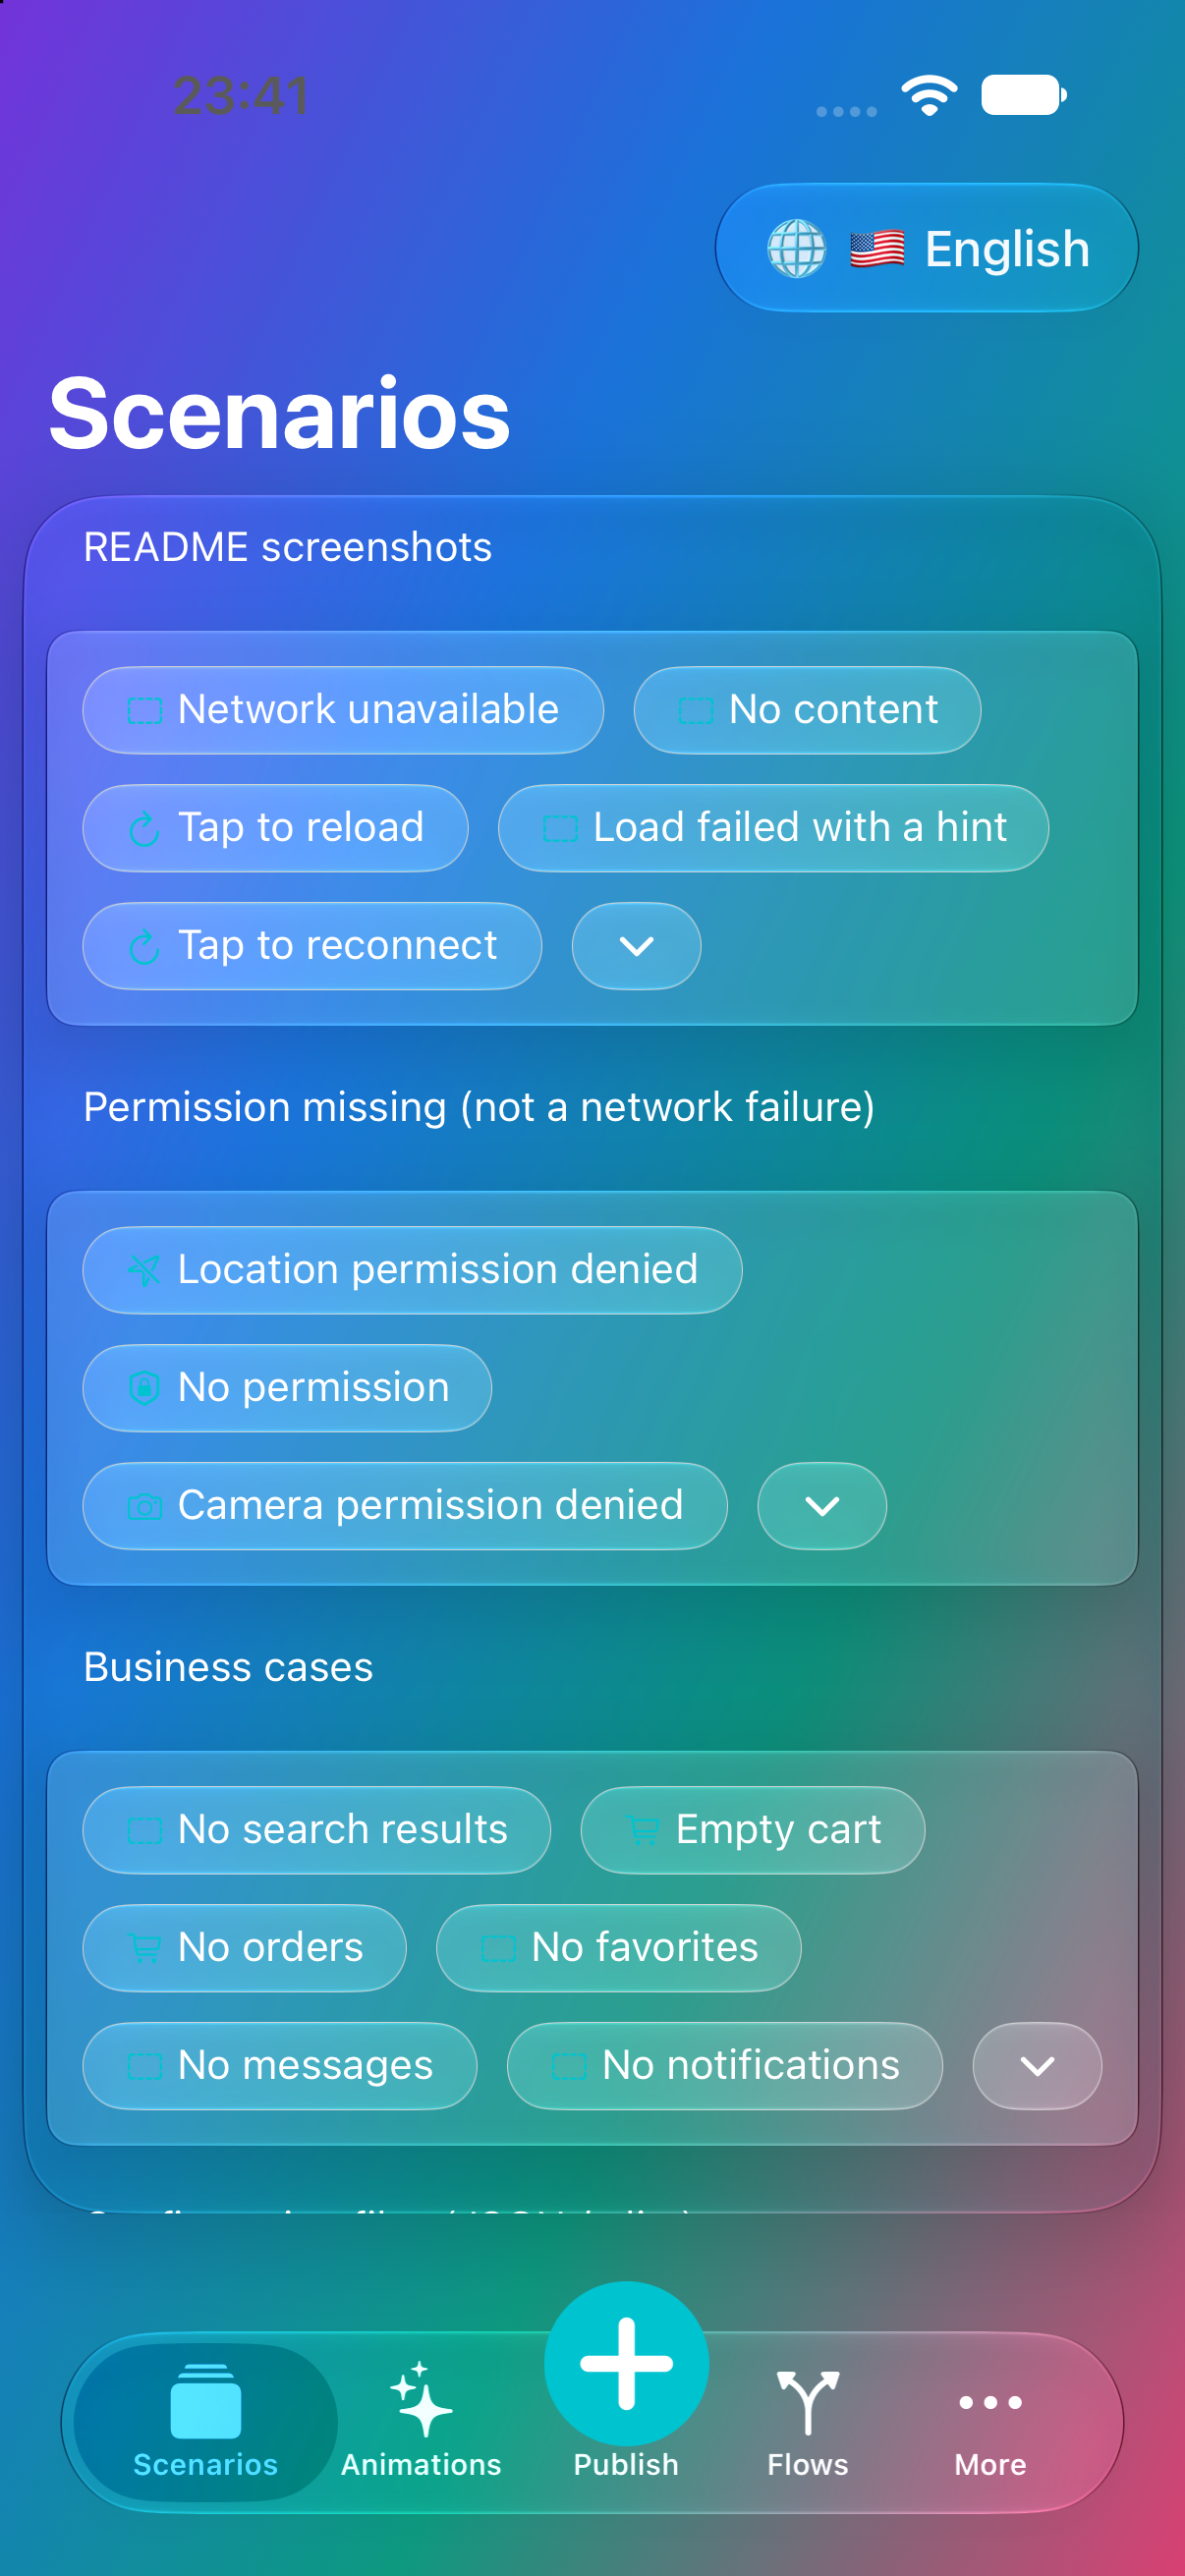 23:41
English
Scenarios
README screenshots
Network unavailable
No content
Tap to reload
Load failed with a hint
Tap to reconnect
Permission missing (not a network failure)
Location permission denied
No permission
Camera permission denied
Business cases
No search results
Empty cart
No orders
No favorites
No messages
No notifications
Scenarios
Animations
Publish
Flows
More